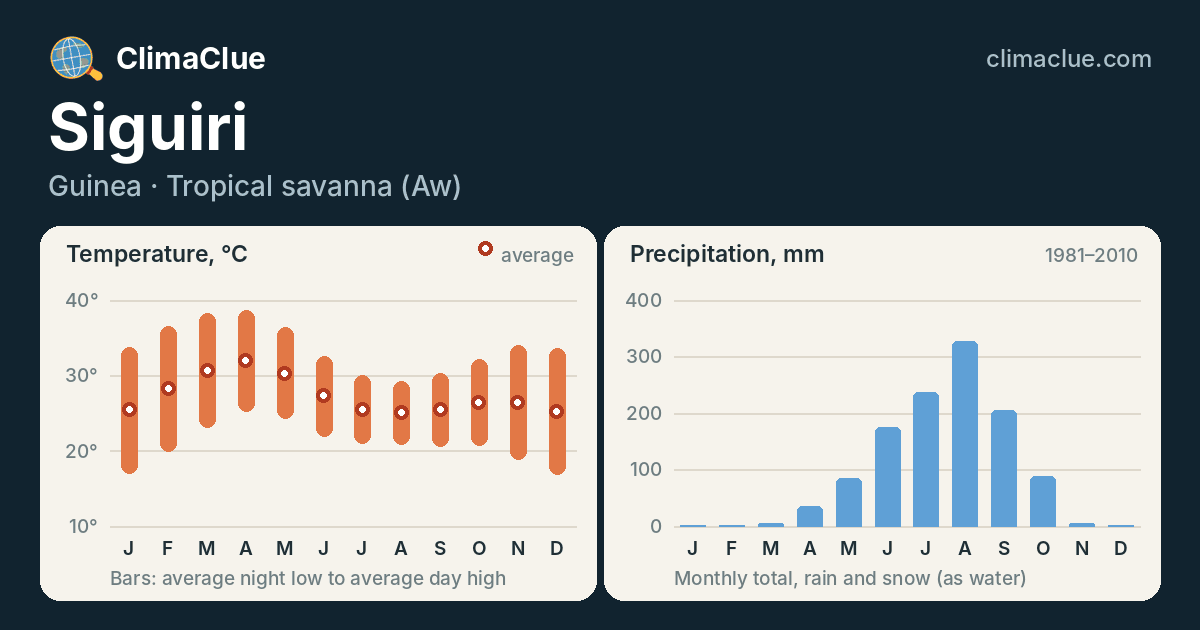 ClimaClue
climaclue.com
Siguiri
Guinea · Tropical savanna (Aw)
Temperature, °C
average
40°
30°
20°
10°
J F M A M J J A S O N D
Bars: average night low to average day high
Precipitation, mm
1981–2010
400
300
200
100
0
J F M A M J J A S O N D
Monthly total, rain and snow (as water)